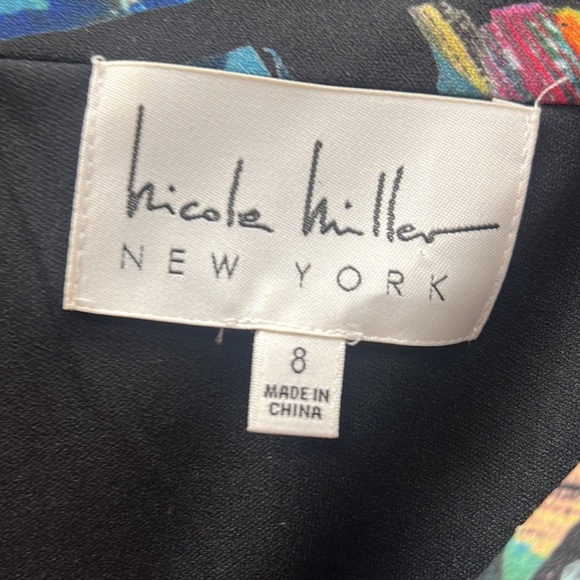 nicole miller
NEW YORK
8
MADE IN
CHINA